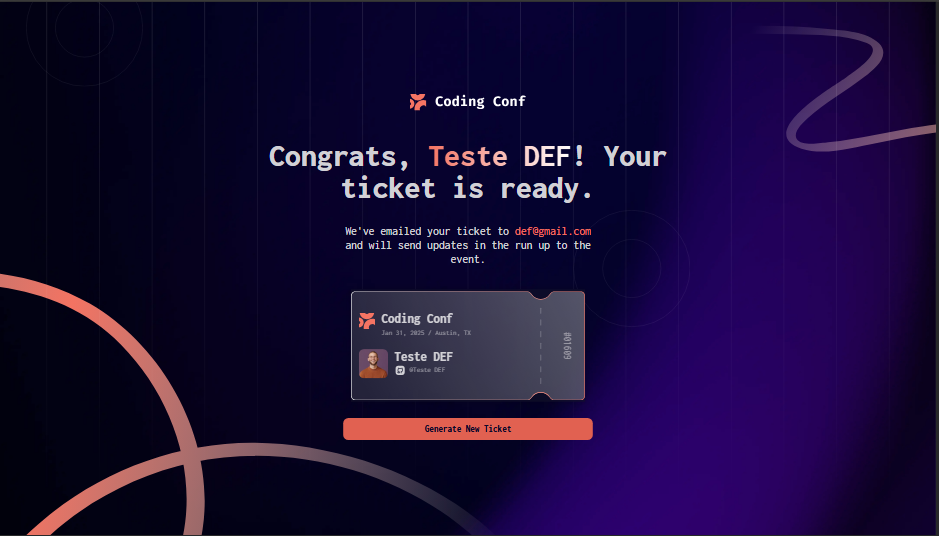 Coding Conf
Congrats, Teste DEF! Your
ticket is ready.
We've emailed your ticket to def@gmail.com
and will send updates in the run up to the
event.
Coding Conf
Jan 31, 2025 / Austin, TX
Teste DEF
@Teste DEF
#01609
Generate New Ticket